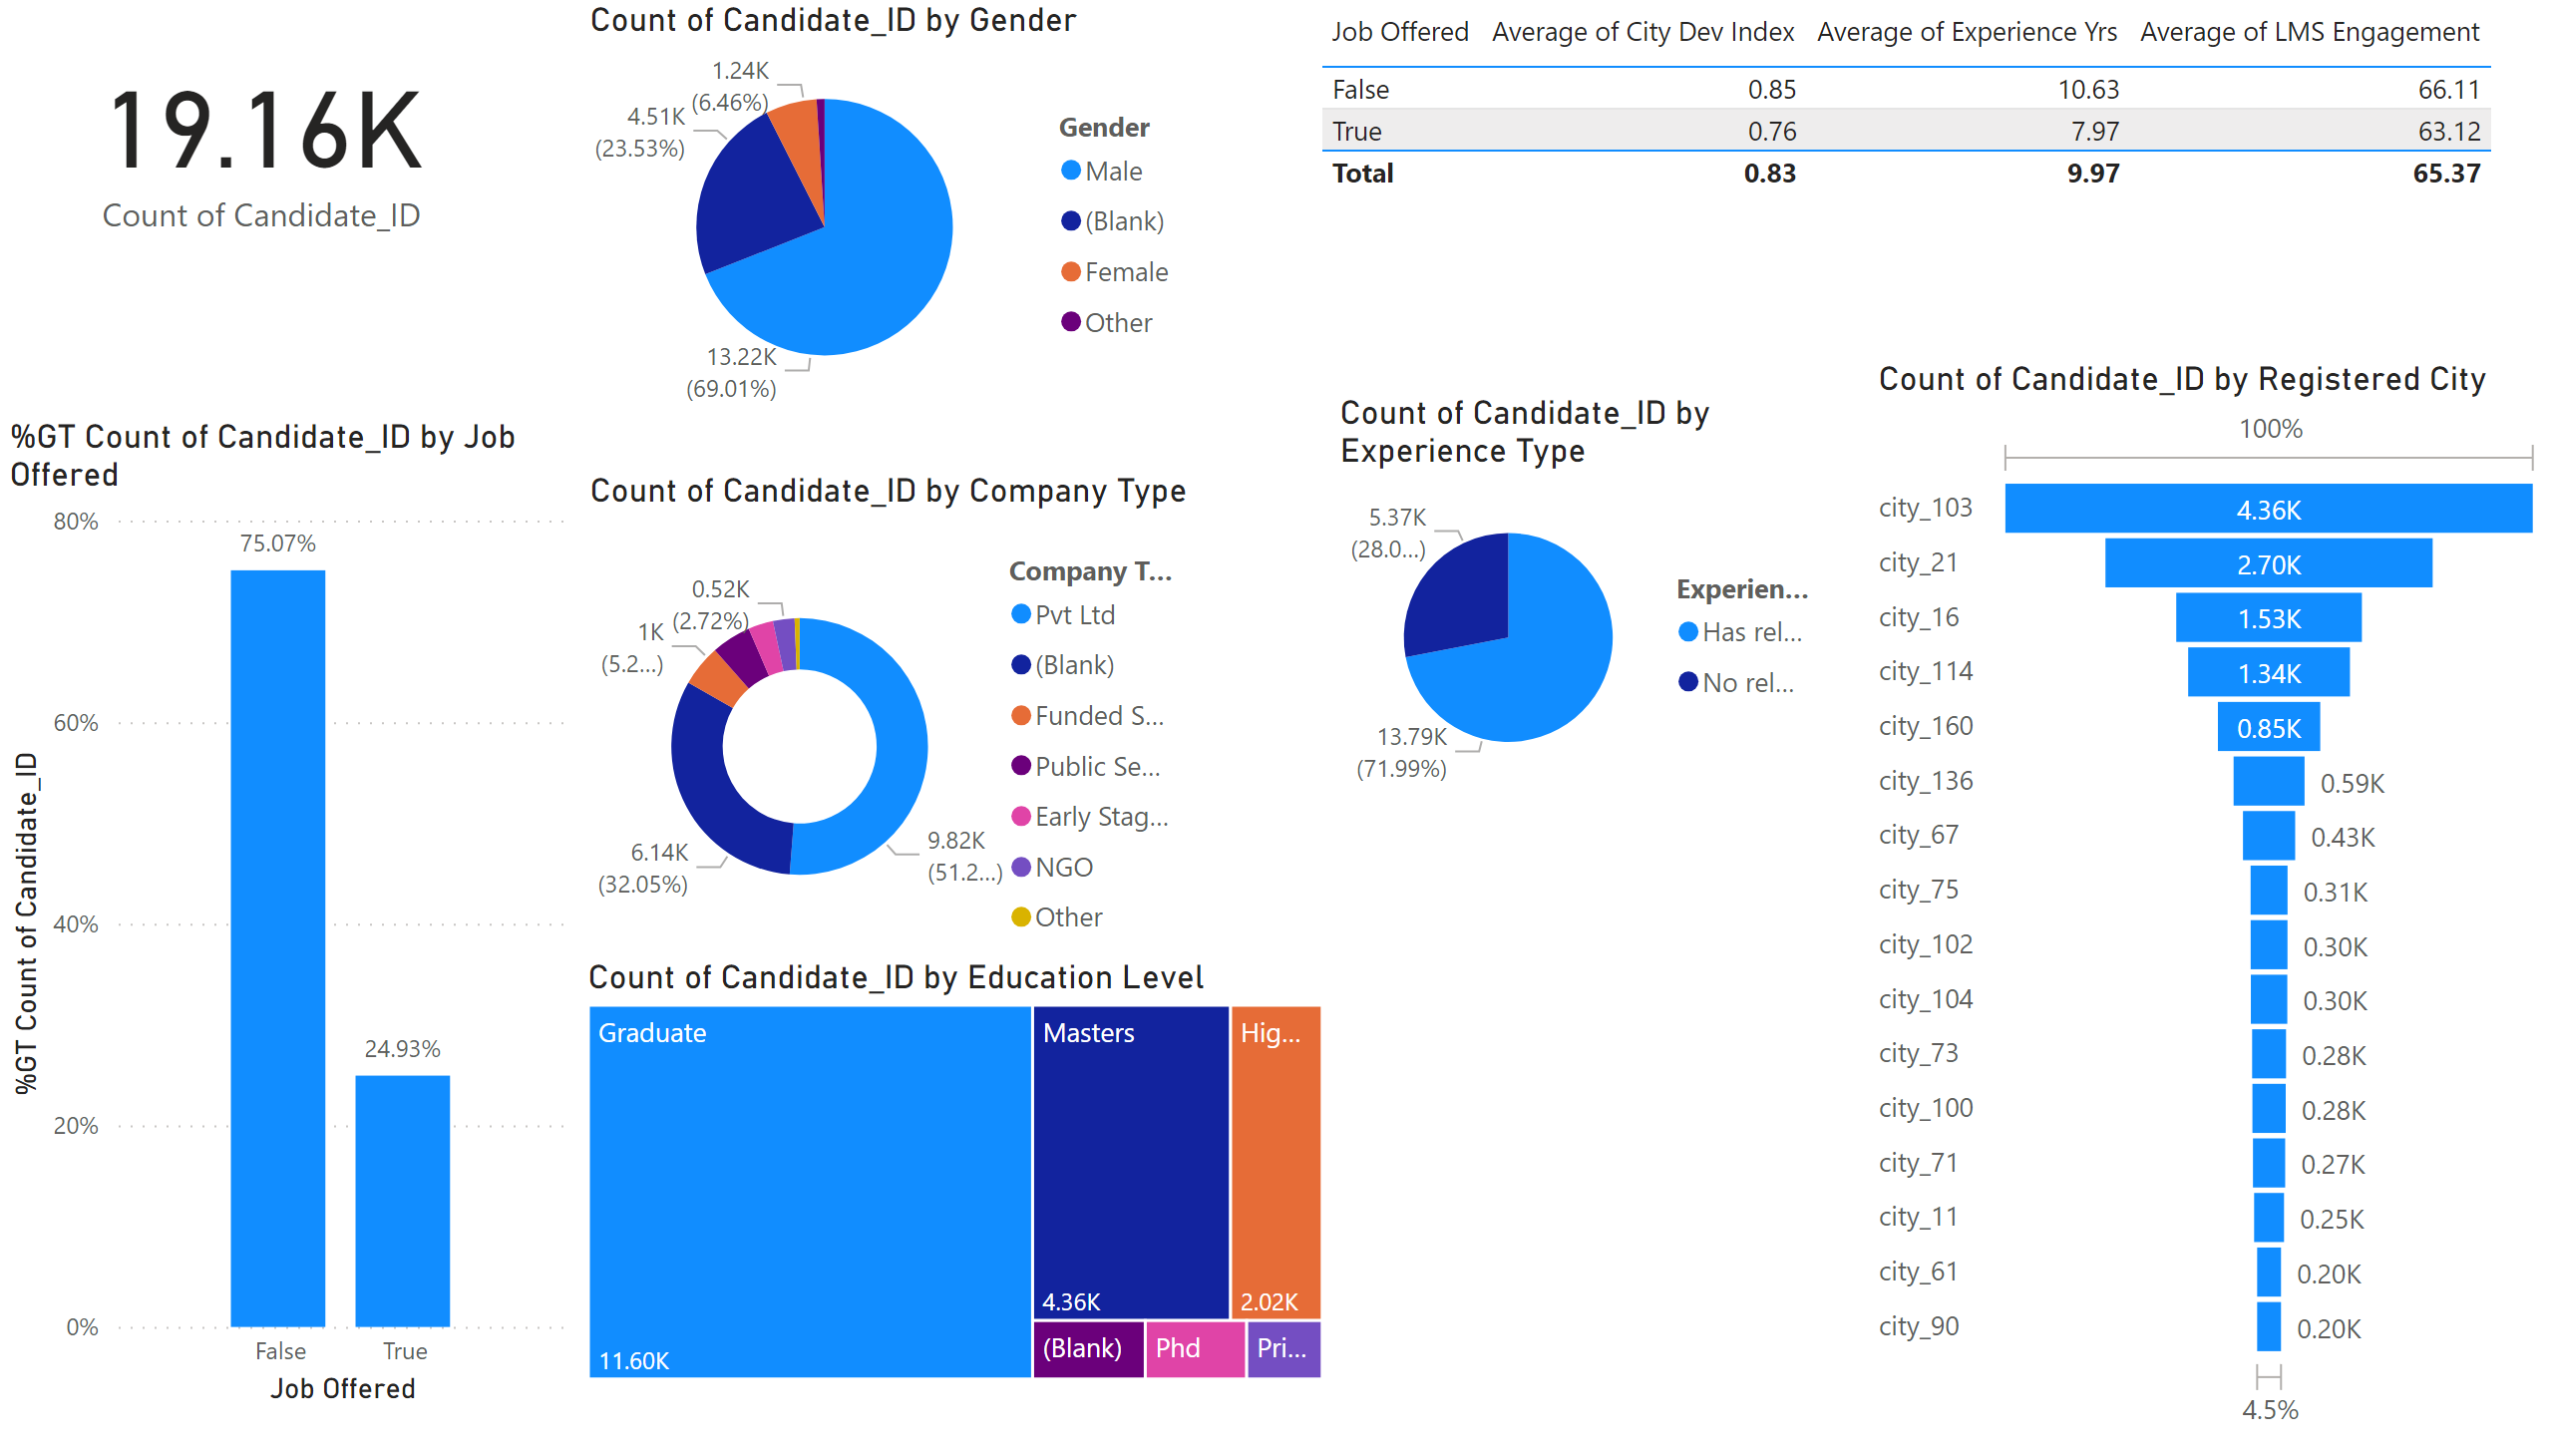 19.16K
Count of Candidate_ID
Count of Candidate_ID by Gender
1.24K
(6.46%)
4.51K
(23.53%)
13.22K
(69.01%)
Gender
Male
(Blank)
Female
Other
Job Offered Average of City Dev Index Average of Experience Yrs Average of LMS Engagement
False 0.85 10.63 66.11
True 0.76 7.97 63.12
Total 0.83 9.97 65.37
%GT Count of Candidate_ID by Job
Offered
%GT Count of Candidate_ID
80%
60%
40%
20%
0%
75.07%
24.93%
False True
Job Offered
Count of Candidate_ID by Company Type
0.52K
(2.72%)
1K
(5.2...)
6.14K
(32.05%)
9.82K
(51.2...)
Company T...
Pvt Ltd
(Blank)
Funded S...
Public Se...
Early Stag...
NGO
Other
Count of Candidate_ID by Education Level
Graduate
11.60K
Masters
4.36K
Hig...
2.02K
(Blank)
Phd
Pri...
Count of Candidate_ID by
Experience Type
5.37K
(28.0...)
13.79K
(71.99%)
Experien...
Has rel...
No rel...
Count of Candidate_ID by Registered City
100%
city_103 4.36K
city_21 2.70K
city_16 1.53K
city_114 1.34K
city_160 0.85K
city_136 0.59K
city_67 0.43K
city_75 0.31K
city_102 0.30K
city_104 0.30K
city_73 0.28K
city_100 0.28K
city_71 0.27K
city_11 0.25K
city_61 0.20K
city_90 0.20K
4.5%